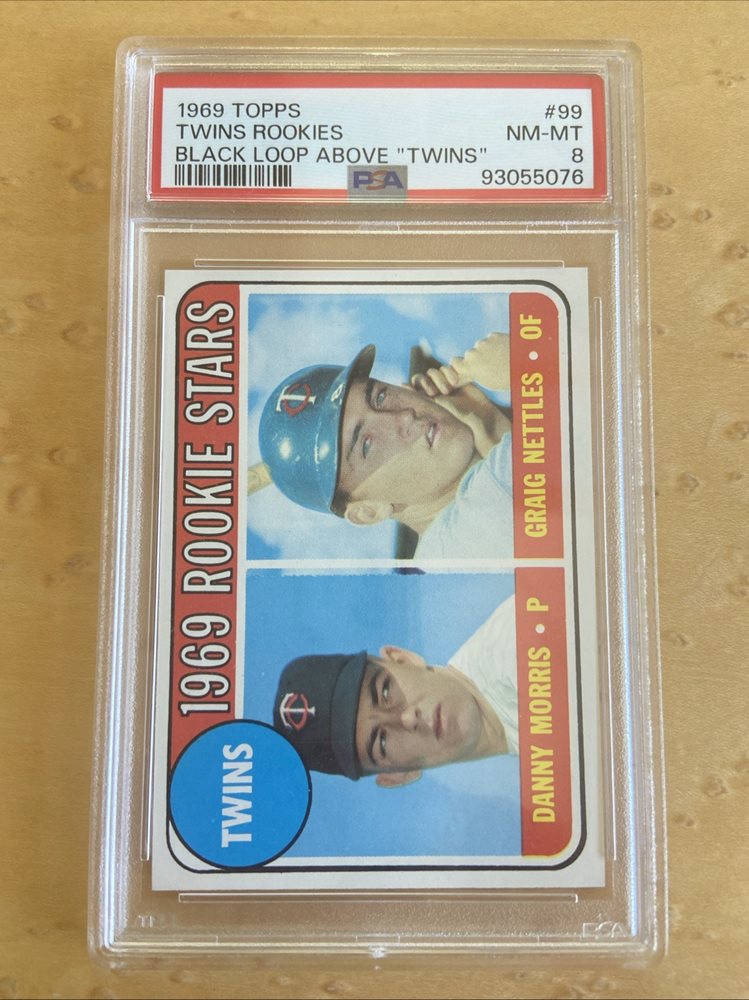 1969 TOPPS #99
TWINS ROOKIES NM-MT
BLACK LOOP ABOVE "TWINS" 8
PSA 93055076
1969 ROOKIE STARS
TWINS
GRAIG NETTLES • OF
DANNY MORRIS • P
T C
T C
PSA